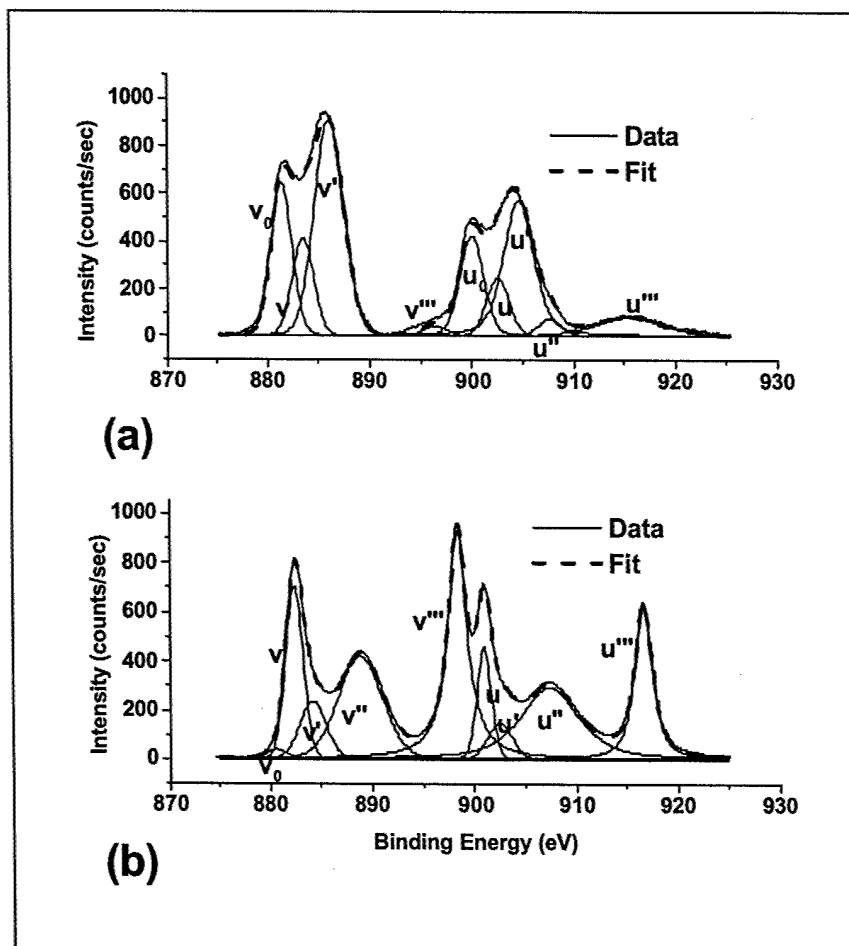 1000
800
600
400
200
0
Intensity (counts/sec)
Data
Fit
v₀
v
v'
v'''
u₀
u
u'
u''
u'''
870 880 890 900 910 920 930
(a)
1000
800
600
400
200
0
Intensity (counts/sec)
Data
Fit
v₀
v
v'
v''
v'''
u
u'
u''
u'''
870 880 890 900 910 920 930
Binding Energy (eV)
(b)